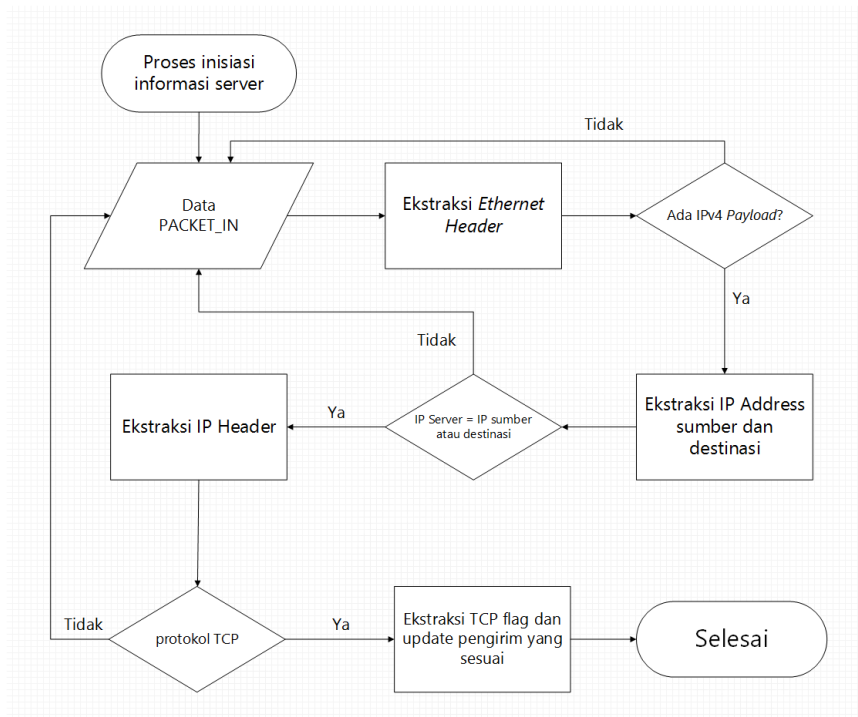 Proses inisiasi
informasi server
Tidak
Data
PACKET_IN
Ekstraksi Ethernet
Header
Ada IPv4 Payload?
Ya
Tidak
Ekstraksi IP Header
Ya
IP Server = IP sumber
atau destinasi
Ekstraksi IP Address
sumber dan
destinasi
Tidak
protokol TCP
Ya
Ekstraksi TCP flag dan
update pengirim yang
sesuai
Selesai